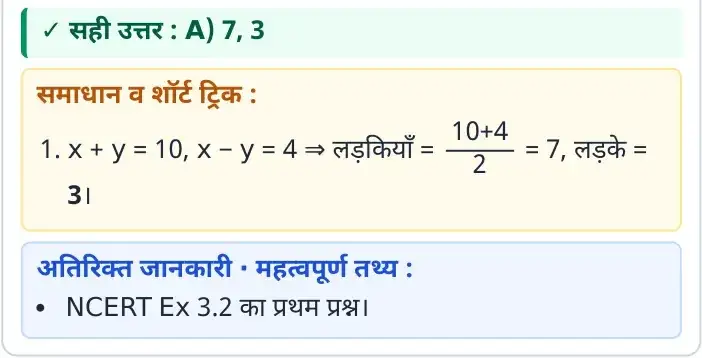 ✓ सही उत्तर : A) 7, 3
समाधान व शॉर्ट ट्रिक :
1. x + y = 10, x − y = 4 ⇒ लड़कियाँ = \frac{10+4}{2} = 7, लड़के =
3।
अतिरिक्त जानकारी · महत्वपूर्ण तथ्य :
• NCERT Ex 3.2 का प्रथम प्रश्न।